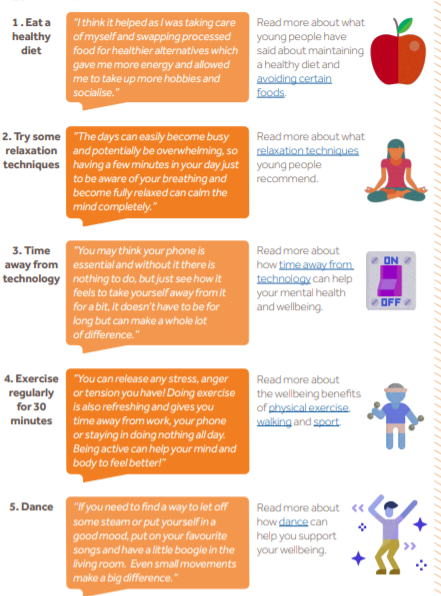 1. Eat a
healthy
diet
"I think it helped as I was taking care
of myself and swapping processed
food for healthier alternatives which
gave me more energy and allowed
me to take up more hobbies and
socialise."
Read more about what
young people have
said about maintaining
a healthy diet and
avoiding certain
foods.
2. Try some
relaxation
techniques
"The days can easily become busy
and potentially be overwhelming, so
having a few minutes in your day just
to be aware of your breathing and
become fully relaxed can calm the
mind completely."
Read more about what
relaxation techniques
young people
recommend.
3. Time
away from
technology
"You may think your phone is
essential and without it there is
nothing to do, but just see how it
feels to take yourself away from it
for a bit, it doesn't have to be for
long but can make a whole lot
of difference."
Read more about
how time away from
technology can help
your mental health
and wellbeing.
ON
OFF
4. Exercise
regularly
for 30
minutes
"You can release any stress, anger
or tension you have! Doing exercise
is also refreshing and gives you
time away from work, your phone
or staying in doing nothing all day.
Being active can help your mind and
body to feel better!"
Read more about
the wellbeing benefits
of physical exercise,
walking and sport.
5. Dance
"If you need to find a way to let off
some steam or put yourself in a
good mood, put on your favourite
songs and have a little boogie in the
living room. Even small movements
make a big difference."
Read more about
how dance can
help you support
your wellbeing.